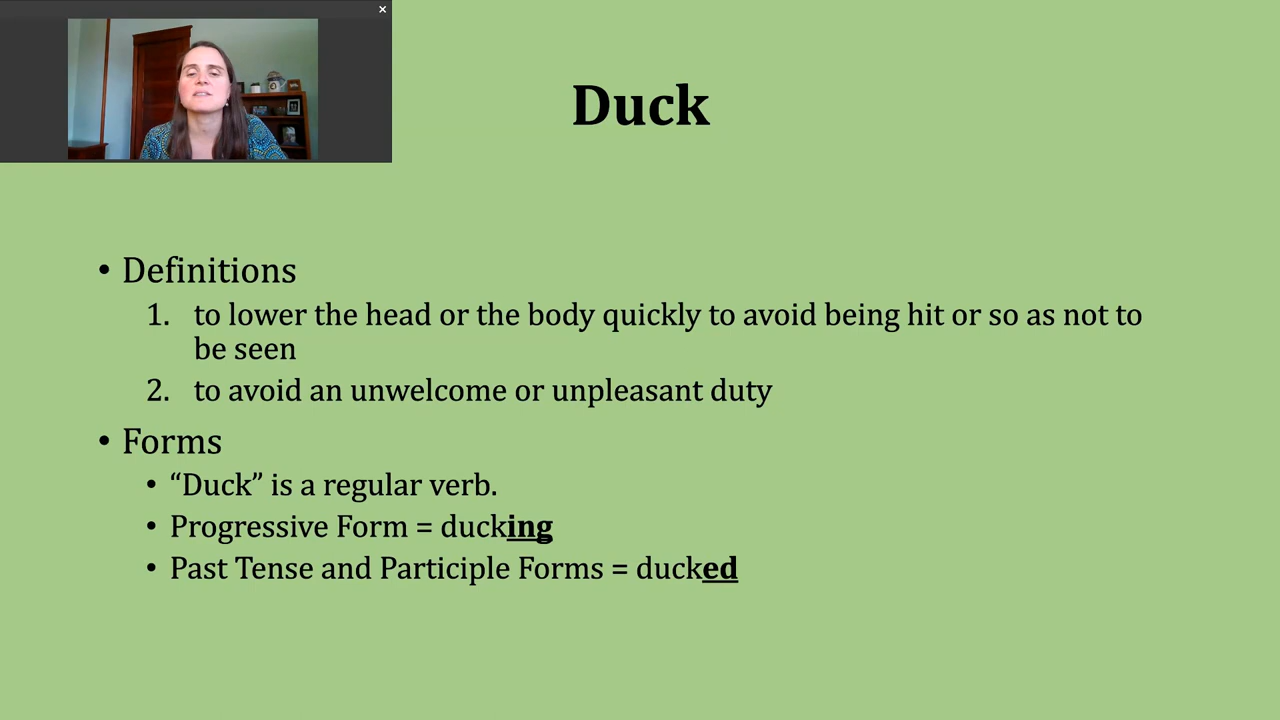 Duck
• Definitions
1. to lower the head or the body quickly to avoid being hit or so as not to
be seen
2. to avoid an unwelcome or unpleasant duty
• Forms
• “Duck” is a regular verb.
• Progressive Form = ducking
• Past Tense and Participle Forms = ducked